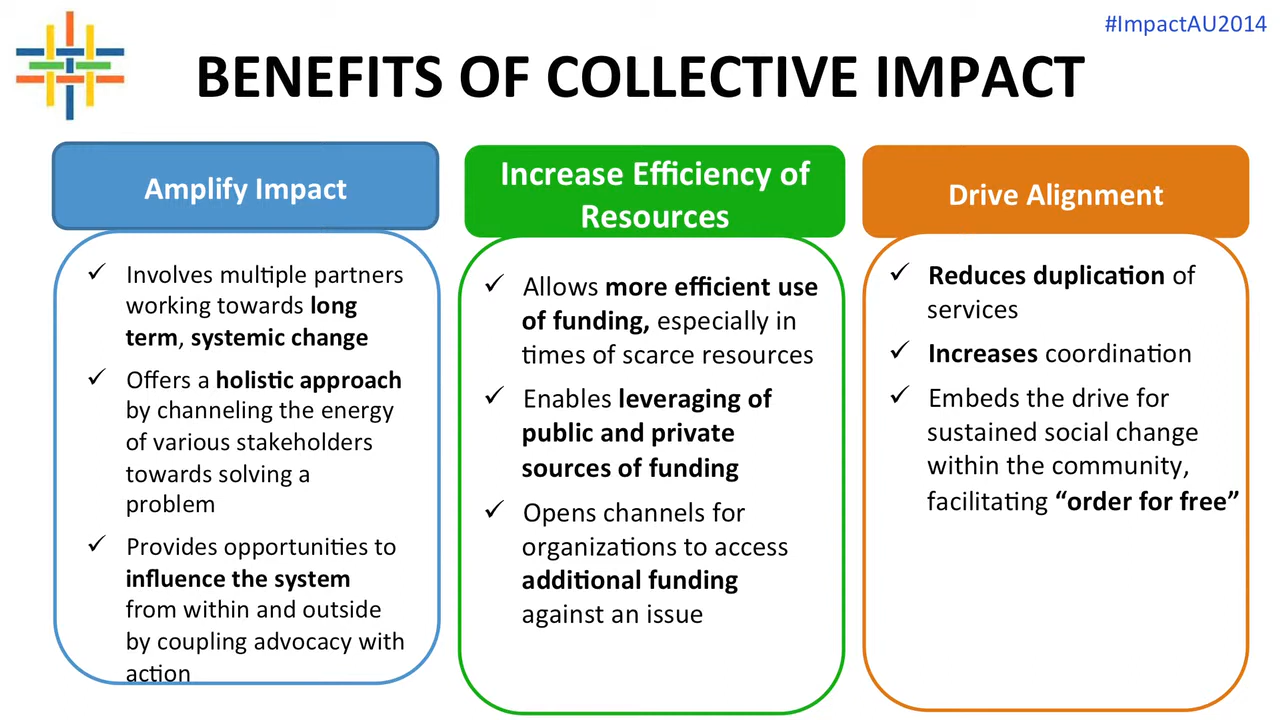 #ImpactAU2014
BENEFITS OF COLLECTIVE IMPACT
Amplify Impact
✓ Involves multiple partners
working towards long
term, systemic change
✓ Offers a holistic approach
by channeling the energy
of various stakeholders
towards solving a
problem
✓ Provides opportunities to
influence the system
from within and outside
by coupling advocacy with
action
Increase Efficiency of
Resources
✓ Allows more efficient use
of funding, especially in
times of scarce resources
✓ Enables leveraging of
public and private
sources of funding
✓ Opens channels for
organizations to access
additional funding
against an issue
Drive Alignment
✓ Reduces duplication of
services
✓ Increases coordination
✓ Embeds the drive for
sustained social change
within the community,
facilitating “order for free”